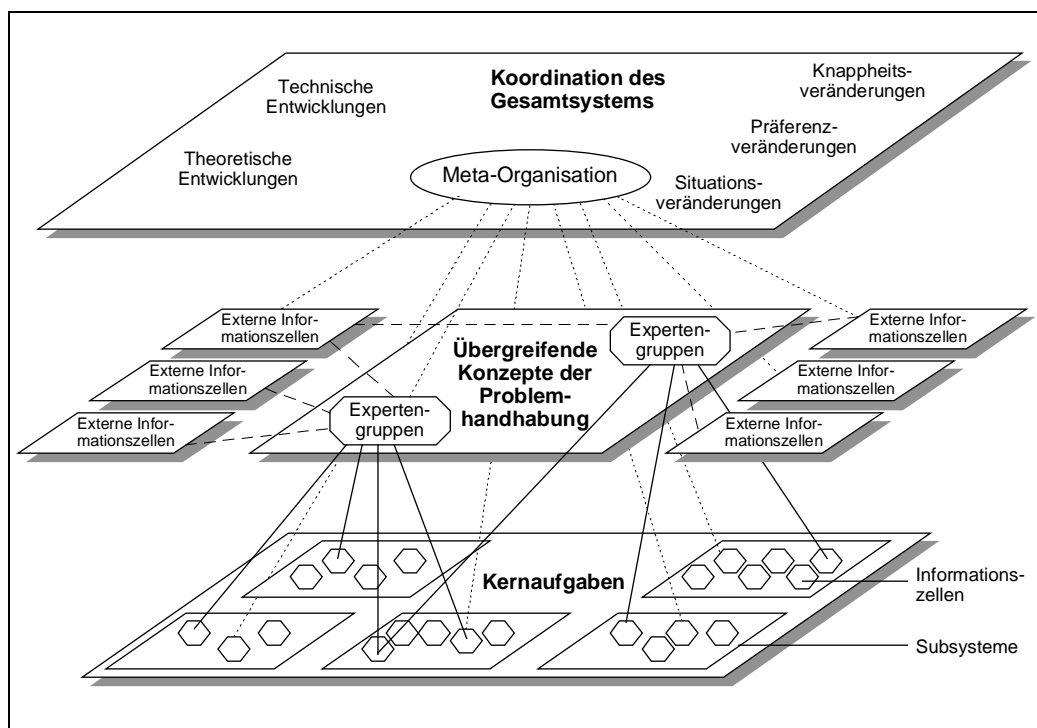 Technische
Entwicklungen
Koordination des
Gesamtsystems
Knappheits-
veränderungen
Präferenz-
veränderungen
Theoretische
Entwicklungen
Meta-Organisation
Situations-
veränderungen
Externe Infor-
mationszellen
Externe Infor-
mationszellen
Externe Infor-
mationszellen
Übergreifende
Konzepte der
Problem-
handhabung
Experten-
gruppen
Experten-
gruppen
Externe Infor-
mationszellen
Externe Infor-
mationszellen
Externe Infor-
mationszellen
Kernaufgaben
Informations-
zellen
Subsysteme